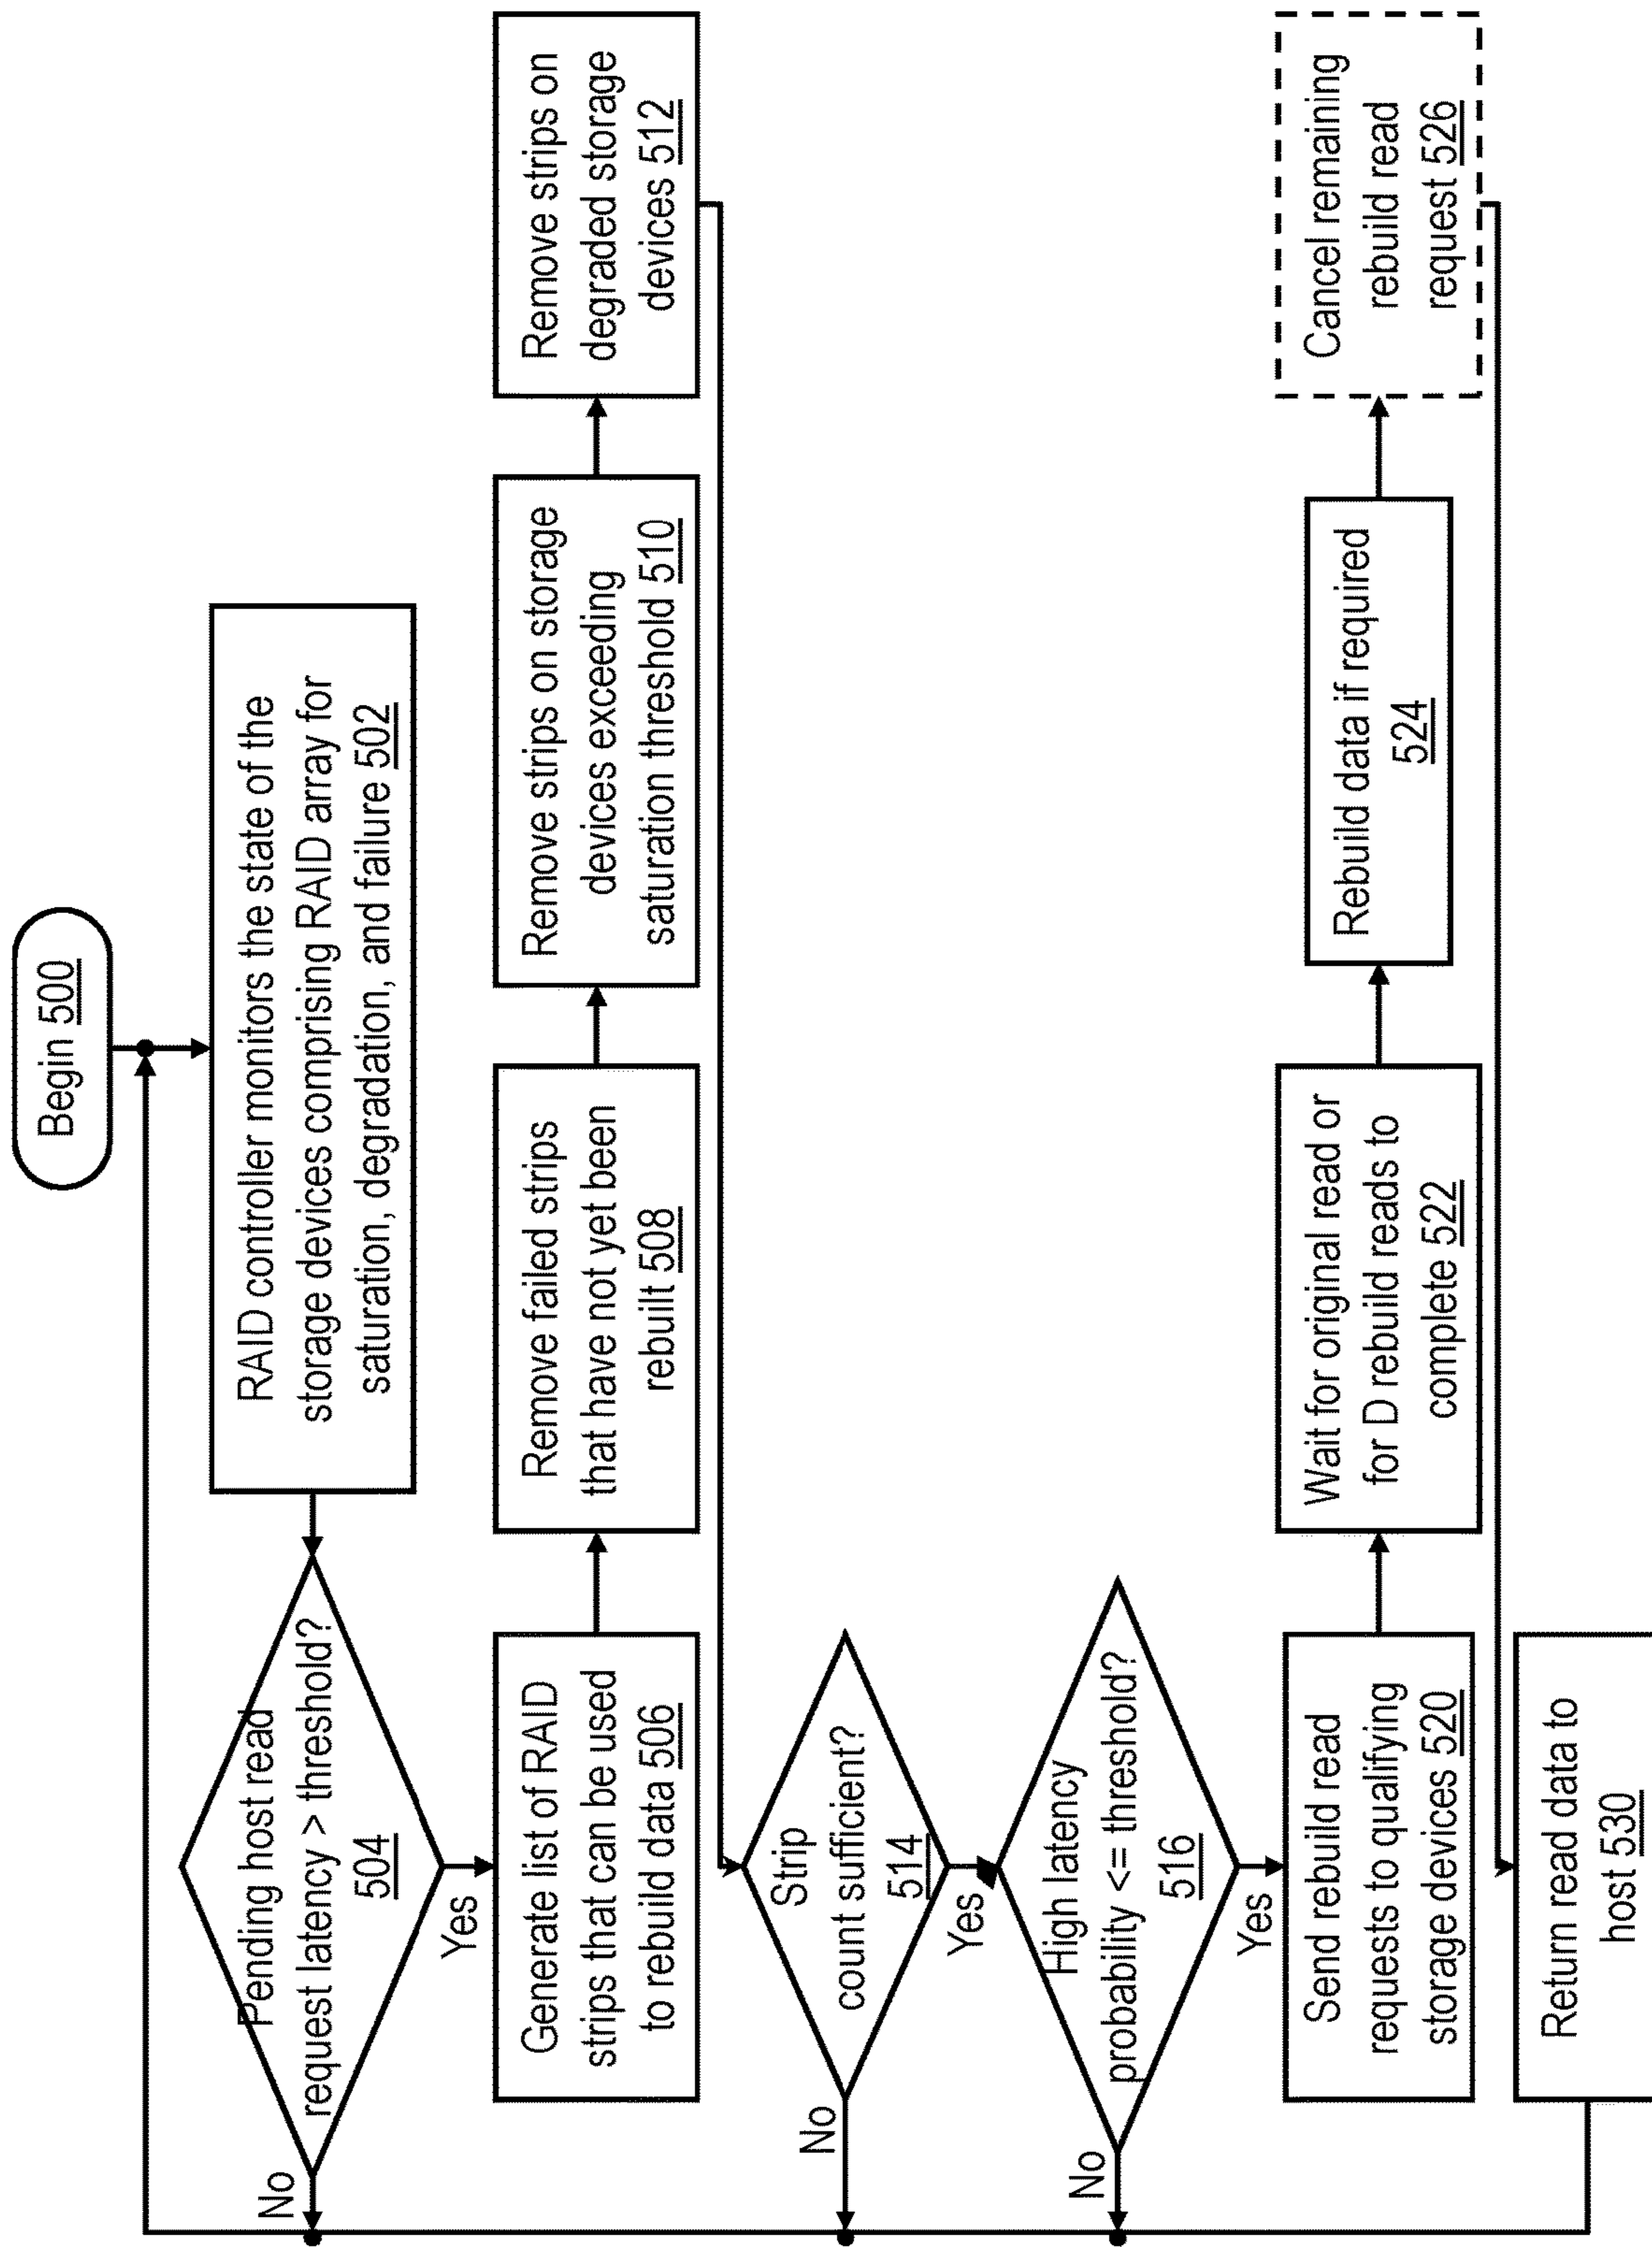 Begin 500
RAID controller monitors the state of the
storage devices comprising RAID array for
saturation, degradation, and failure 502
Pending host read
request latency > threshold?
504
No
Yes
Generate list of RAID
strips that can be used
to rebuild data 506
Remove failed strips
that have not yet been
rebuilt 508
Remove strips on storage
devices exceeding
saturation threshold 510
Remove strips on
degraded storage
devices 512
Strip
count sufficient?
514
No
Yes
High latency
probability <= threshold?
516
No
Yes
Send rebuild read
requests to qualifying
storage devices 520
Wait for original read or
for D rebuild reads to
complete 522
Rebuild data if required
524
Cancel remaining
rebuild read
request 526
Return read data to
host 530